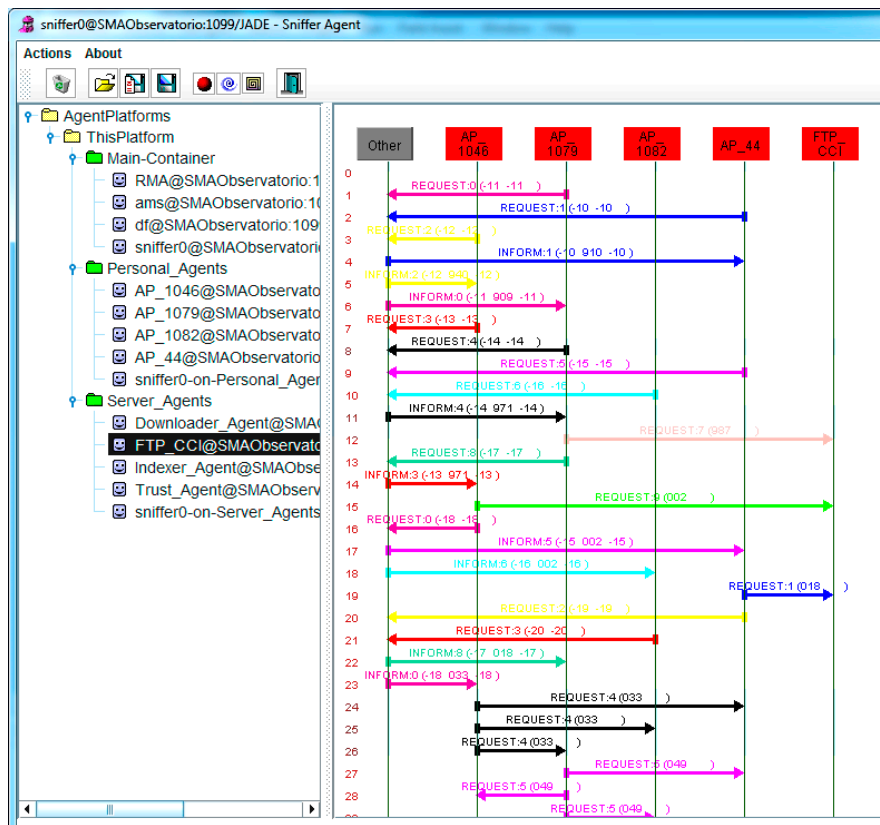 sniffer0@SMAObservatorio:1099/JADE - Sniffer Agent
Actions About
AgentPlatforms
ThisPlatform
Main-Container
RMA@SMAObservatorio:1
ams@SMAObservatorio:10
df@SMAObservatorio:109
sniffer0@SMAObservatori
Personal_Agents
AP_1046@SMAObservato
AP_1079@SMAObservato
AP_1082@SMAObservato
AP_44@SMAObservatorio
sniffer0-on-Personal_Ager
Server_Agents
Downloader_Agent@SMA
FTP_CCI@SMAObservato
Indexer_Agent@SMAObse
Trust_Agent@SMAObserv
sniffer0-on-Server_Agents
Other AP_1046 AP_1079 AP_1082 AP_44 FTP_CCI
0
1 REQUEST:0 (-11 -11 )
2 REQUEST:1 (-10 -10 )
3 REQUEST:2 (-12 -12 )
4 INFORM:1 (-10 910 -10 )
5 INFORM:2 (-12 940 -12 )
6 INFORM:0 (-11 909 -11 )
7 REQUEST:3 (-13 -13 )
8 REQUEST:4 (-14 -14 )
9 REQUEST:5 (-15 -15 )
10 REQUEST:6 (-16 -16 )
11 INFORM:4 (-14 971 -14 )
12 REQUEST:7 (987 )
13 REQUEST:8 (-17 -17 )
14 INFORM:3 (-13 971 -13 )
15 REQUEST:9 (002 )
16 REQUEST:0 (-18 -18 )
17 INFORM:5 (-15 002 -15 )
18 INFORM:6 (-16 002 -16 )
19 REQUEST:1 (018 )
20 REQUEST:2 (-19 -19 )
21 REQUEST:3 (-20 -20 )
22 INFORM:8 (-17 018 -17 )
23 INFORM:0 (-18 033 -18 )
24 REQUEST:4 (033 )
25 REQUEST:4 (033 )
26 REQUEST:4 (033 )
27 REQUEST:5 (049 )
28 REQUEST:5 (049 )
REQUEST:5 (049 )